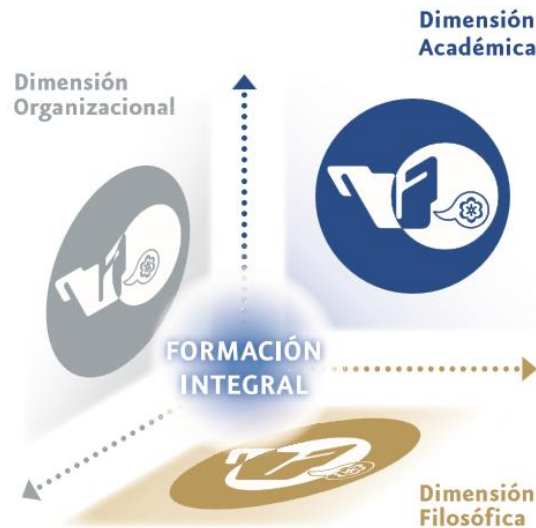 Dimensión
Académica
Dimensión
Organizacional
FORMACIÓN
INTEGRAL
Dimensión
Filosófica